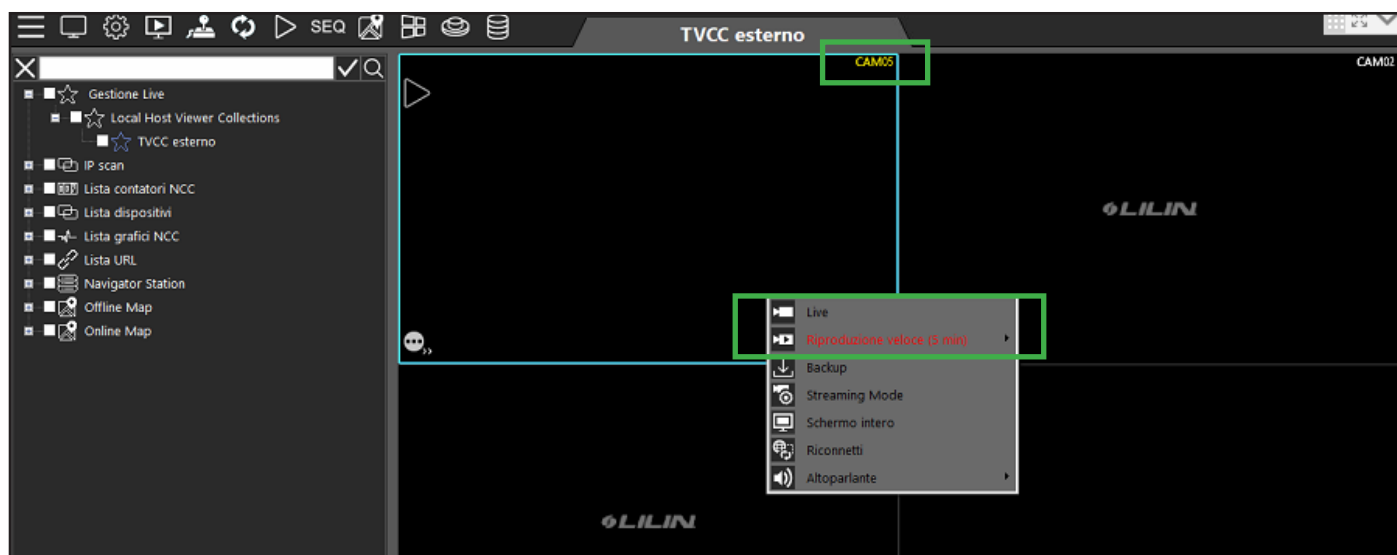 SEQ
TVCC esterno
CAM05
CAM02
Gestione Live
Local Host Viewer Collections
TVCC esterno
IP scan
Lista contatori NCC
Lista dispositivi
Lista grafici NCC
Lista URL
Navigator Station
Offline Map
Online Map
LILIN
Live
Riproduzione veloce (5 min)
Backup
Streaming Mode
Schermo intero
Riconnetti
Altoparlante
LILIN